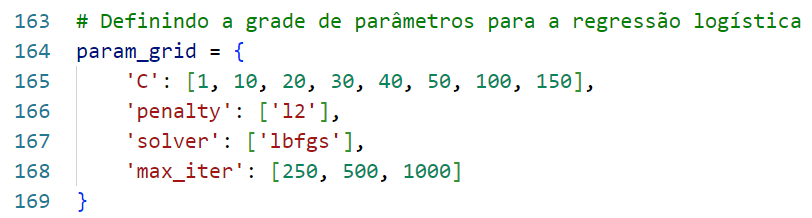 163 # Definindo a grade de parâmetros para a regressão logística
164 param_grid = {
165     'C': [1, 10, 20, 30, 40, 50, 100, 150],
166     'penalty': ['l2'],
167     'solver': ['lbfgs'],
168     'max_iter': [250, 500, 1000]
169 }